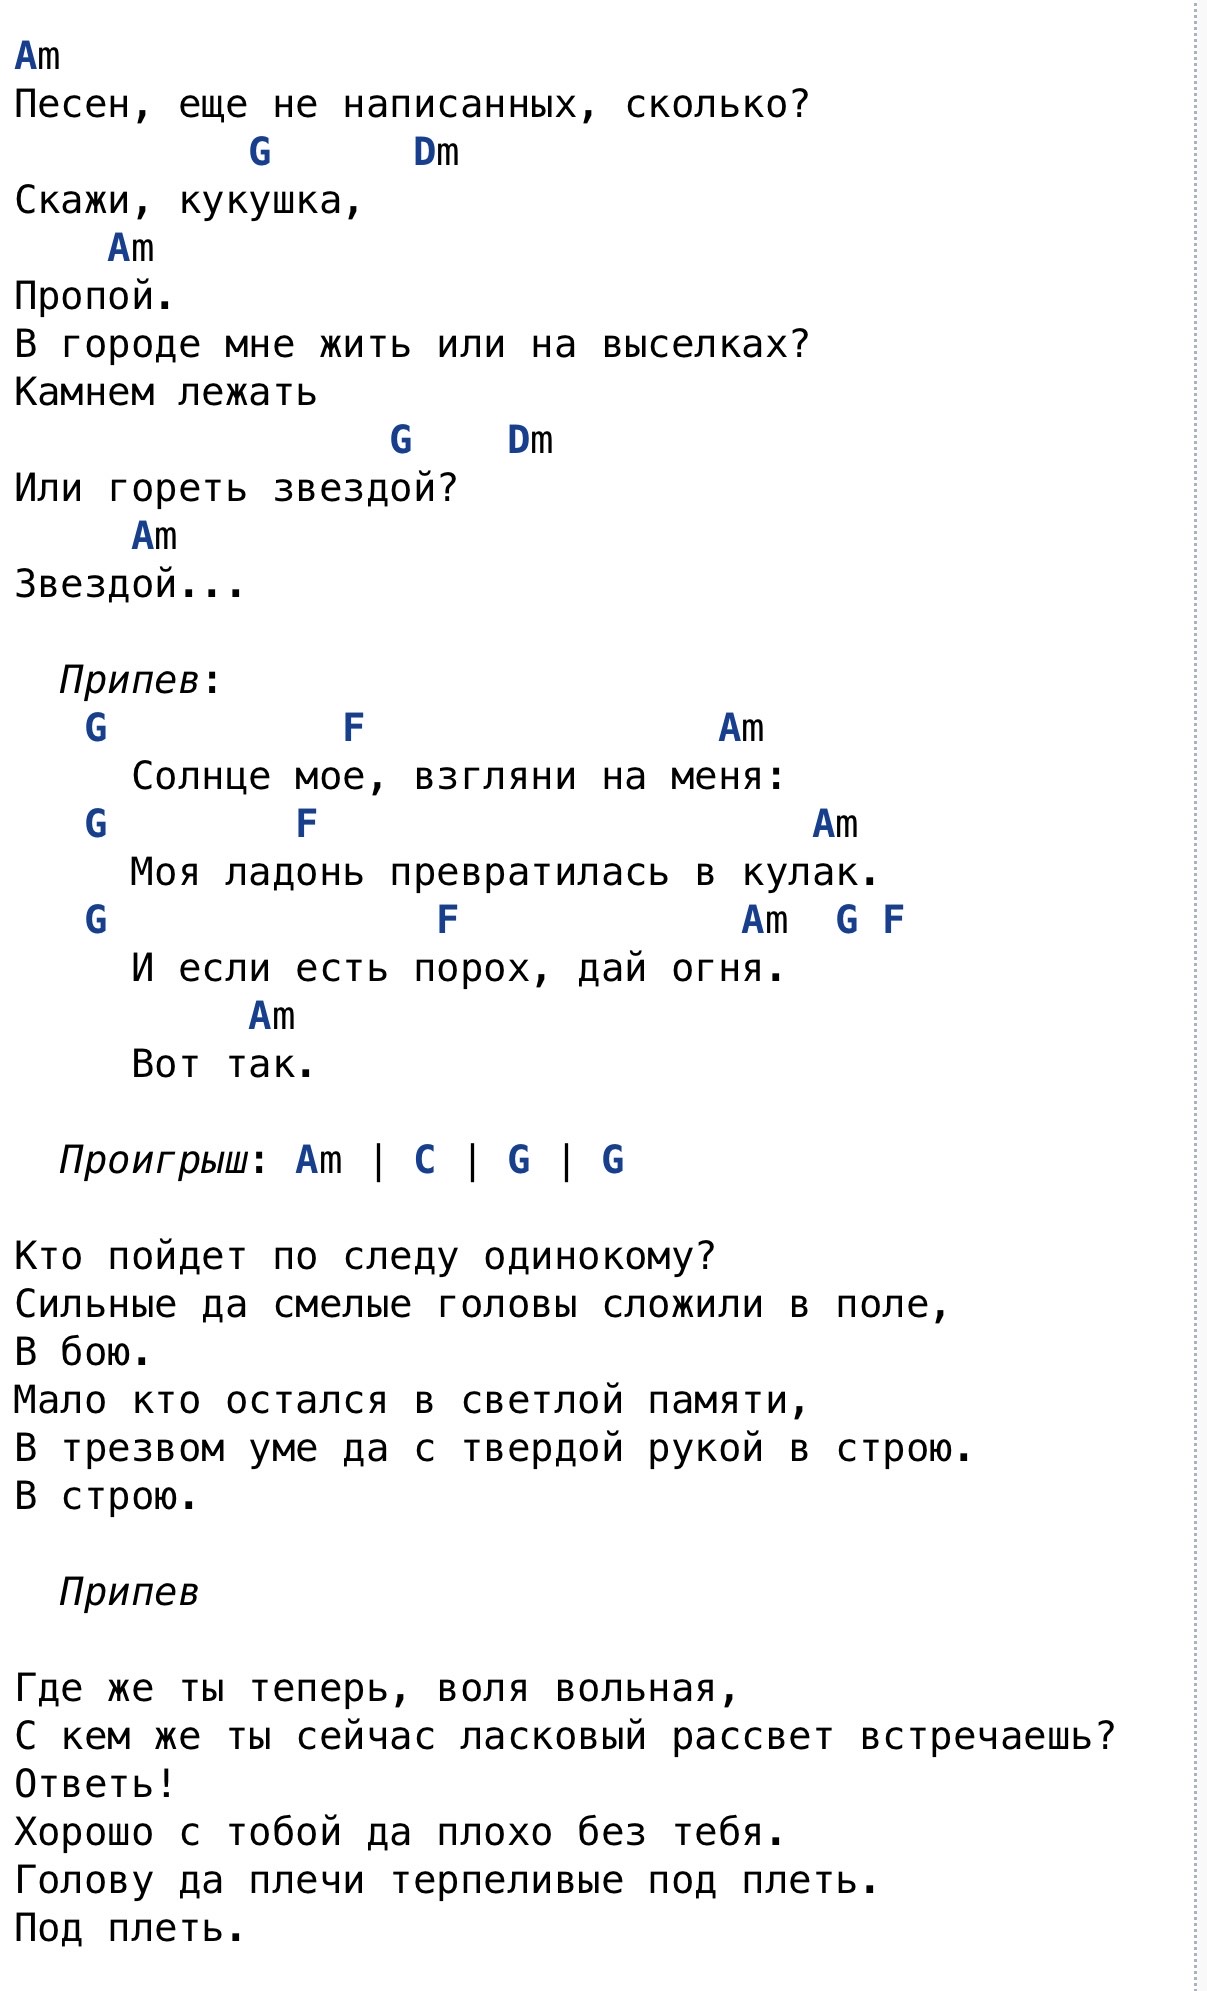 Am
Песен, еще не написанных, сколько?
          G      Dm
Скажи, кукушка,
    Am
Пропой.
В городе мне жить или на выселках?
Камнем лежать
                G    Dm
Или гореть звездой?
     Am
Звездой...

  Припев:
   G          F               Am
     Солнце мое, взгляни на меня:
   G        F                     Am
     Моя ладонь превратилась в кулак.
   G              F            Am  G F
     И если есть порох, дай огня.
          Am
     Вот так.

  Проигрыш: Am | C | G | G

Кто пойдет по следу одинокому?
Сильные да смелые головы сложили в поле,
В бою.
Мало кто остался в светлой памяти,
В трезвом уме да с твердой рукой в строю.
В строю.

  Припев

Где же ты теперь, воля вольная,
С кем же ты сейчас ласковый рассвет встречаешь?
Ответь!
Хорошо с тобой да плохо без тебя.
Голову да плечи терпеливые под плеть.
Под плеть.